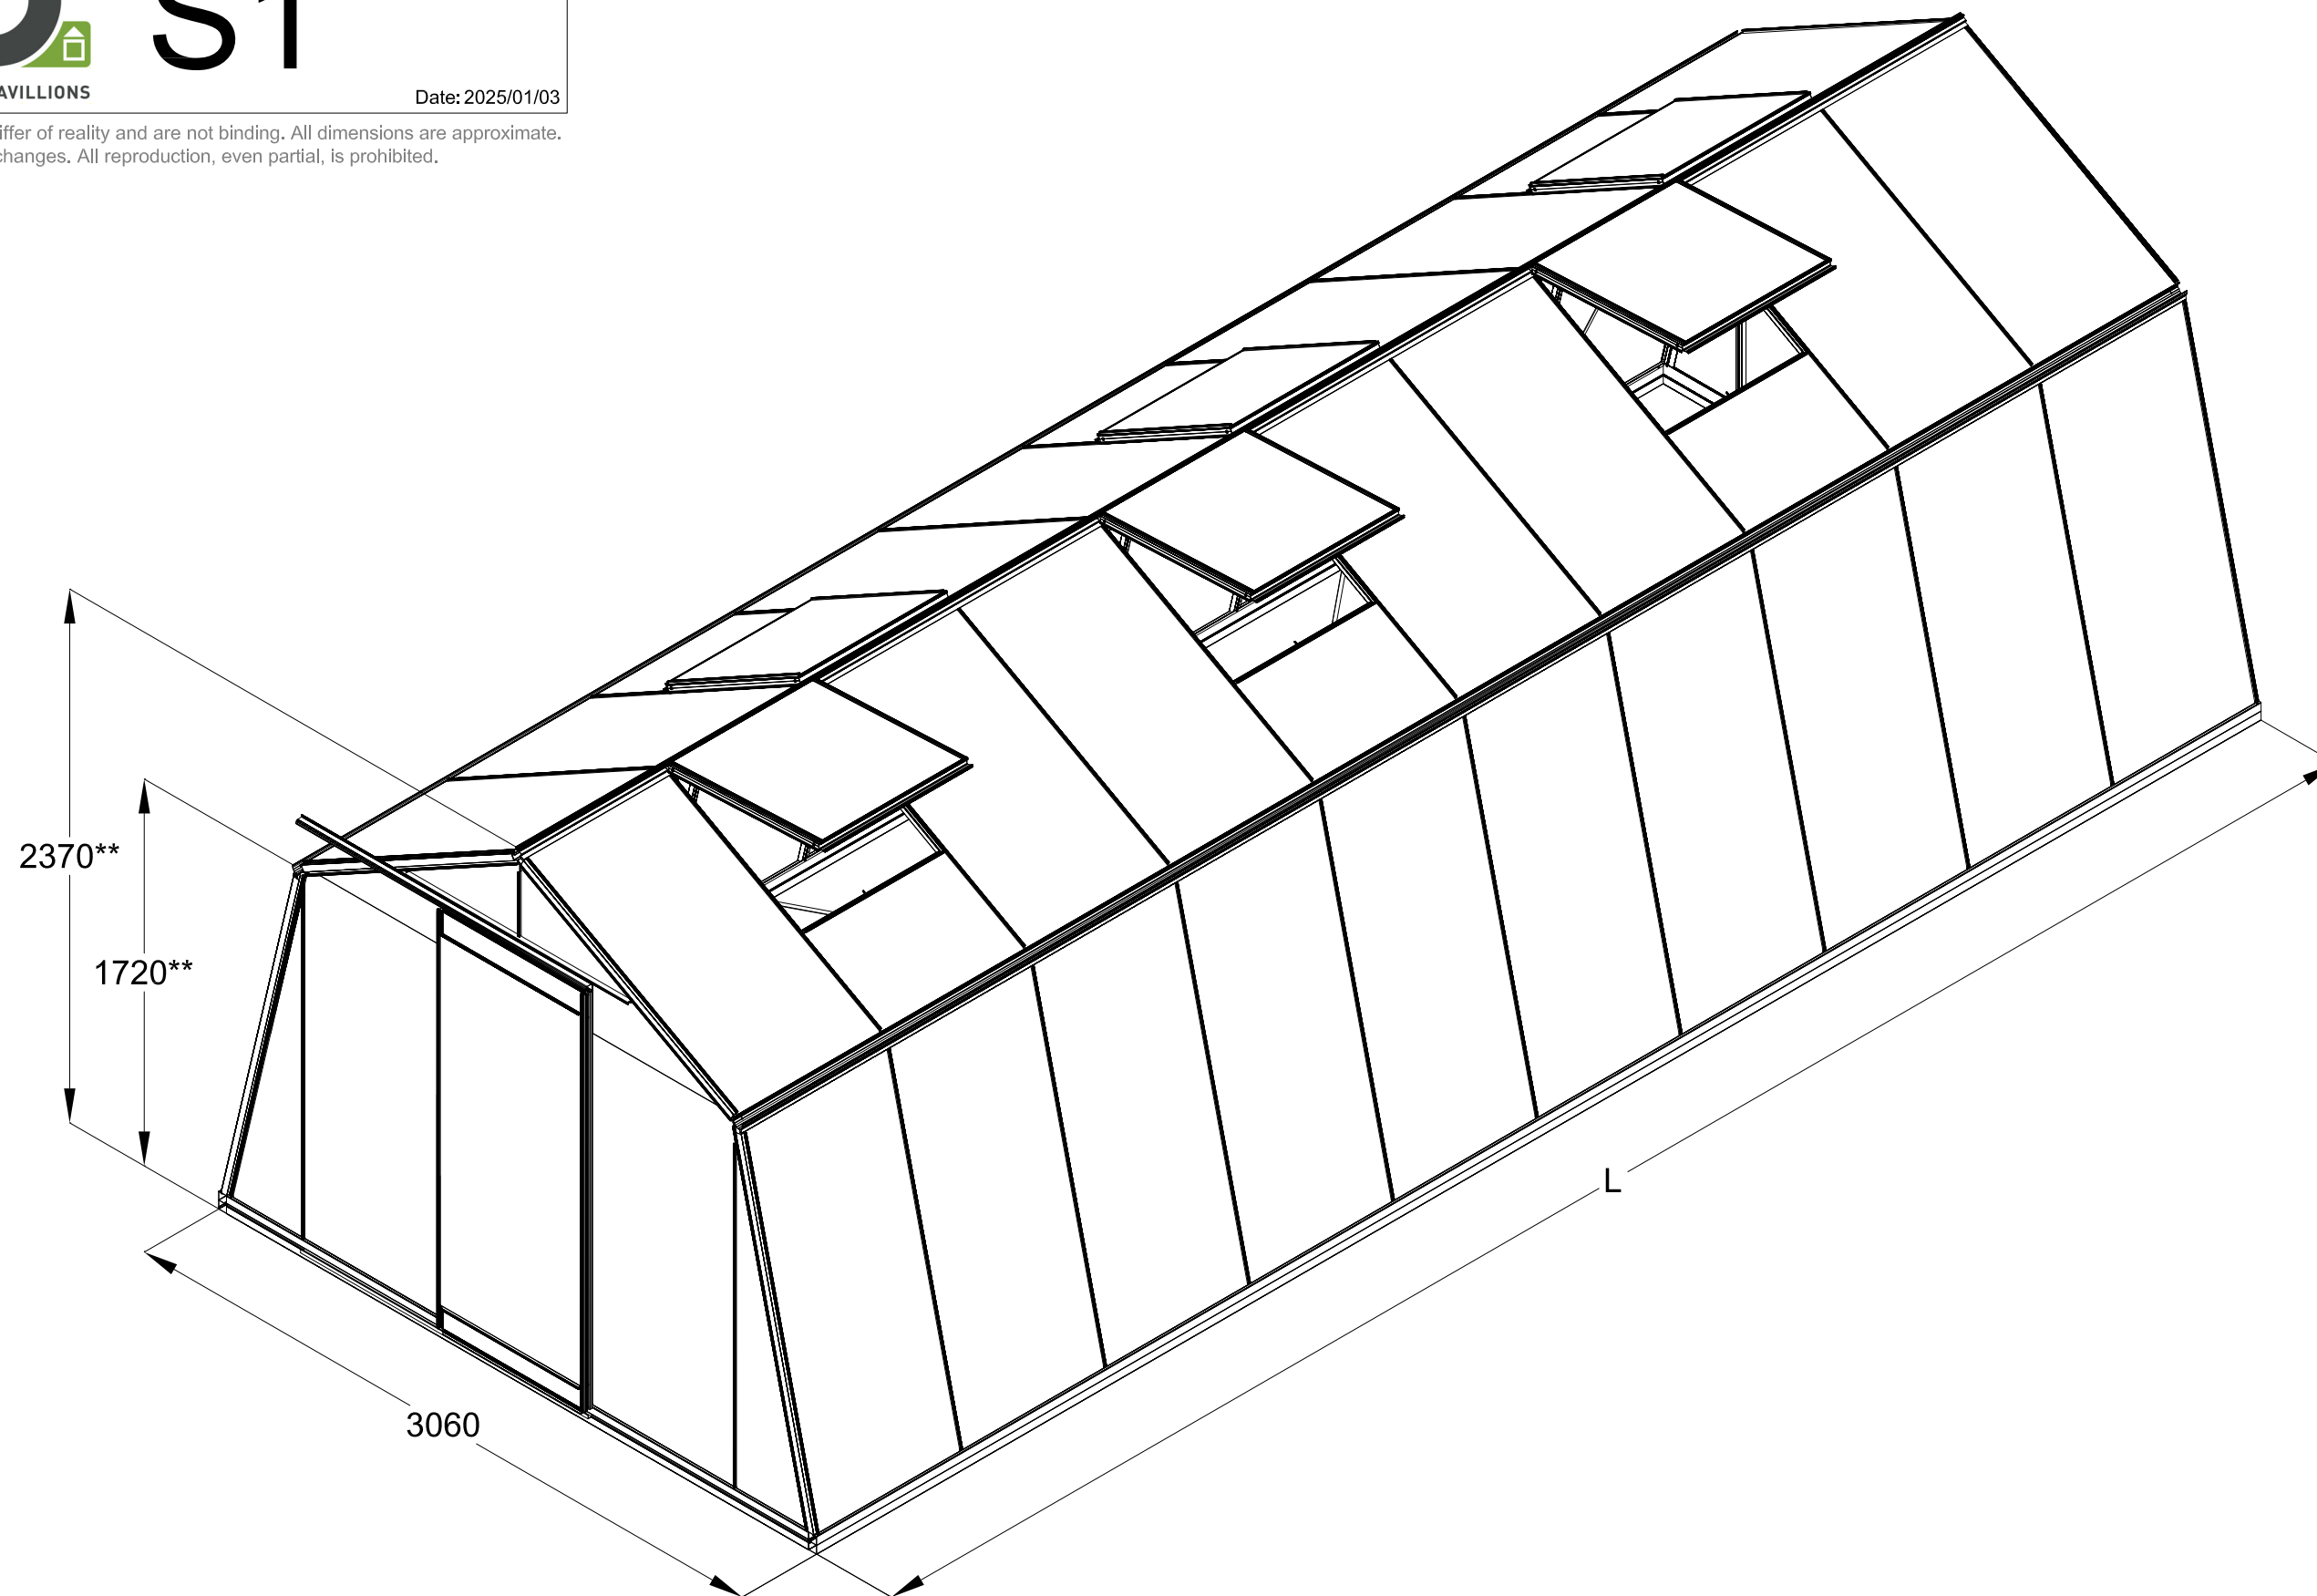 S1
AVILLIONS
Date: 2025/01/03
iffer of reality and are not binding. All dimensions are approximate.
changes. All reproduction, even partial, is prohibited.
2370**
1720**
L
3060